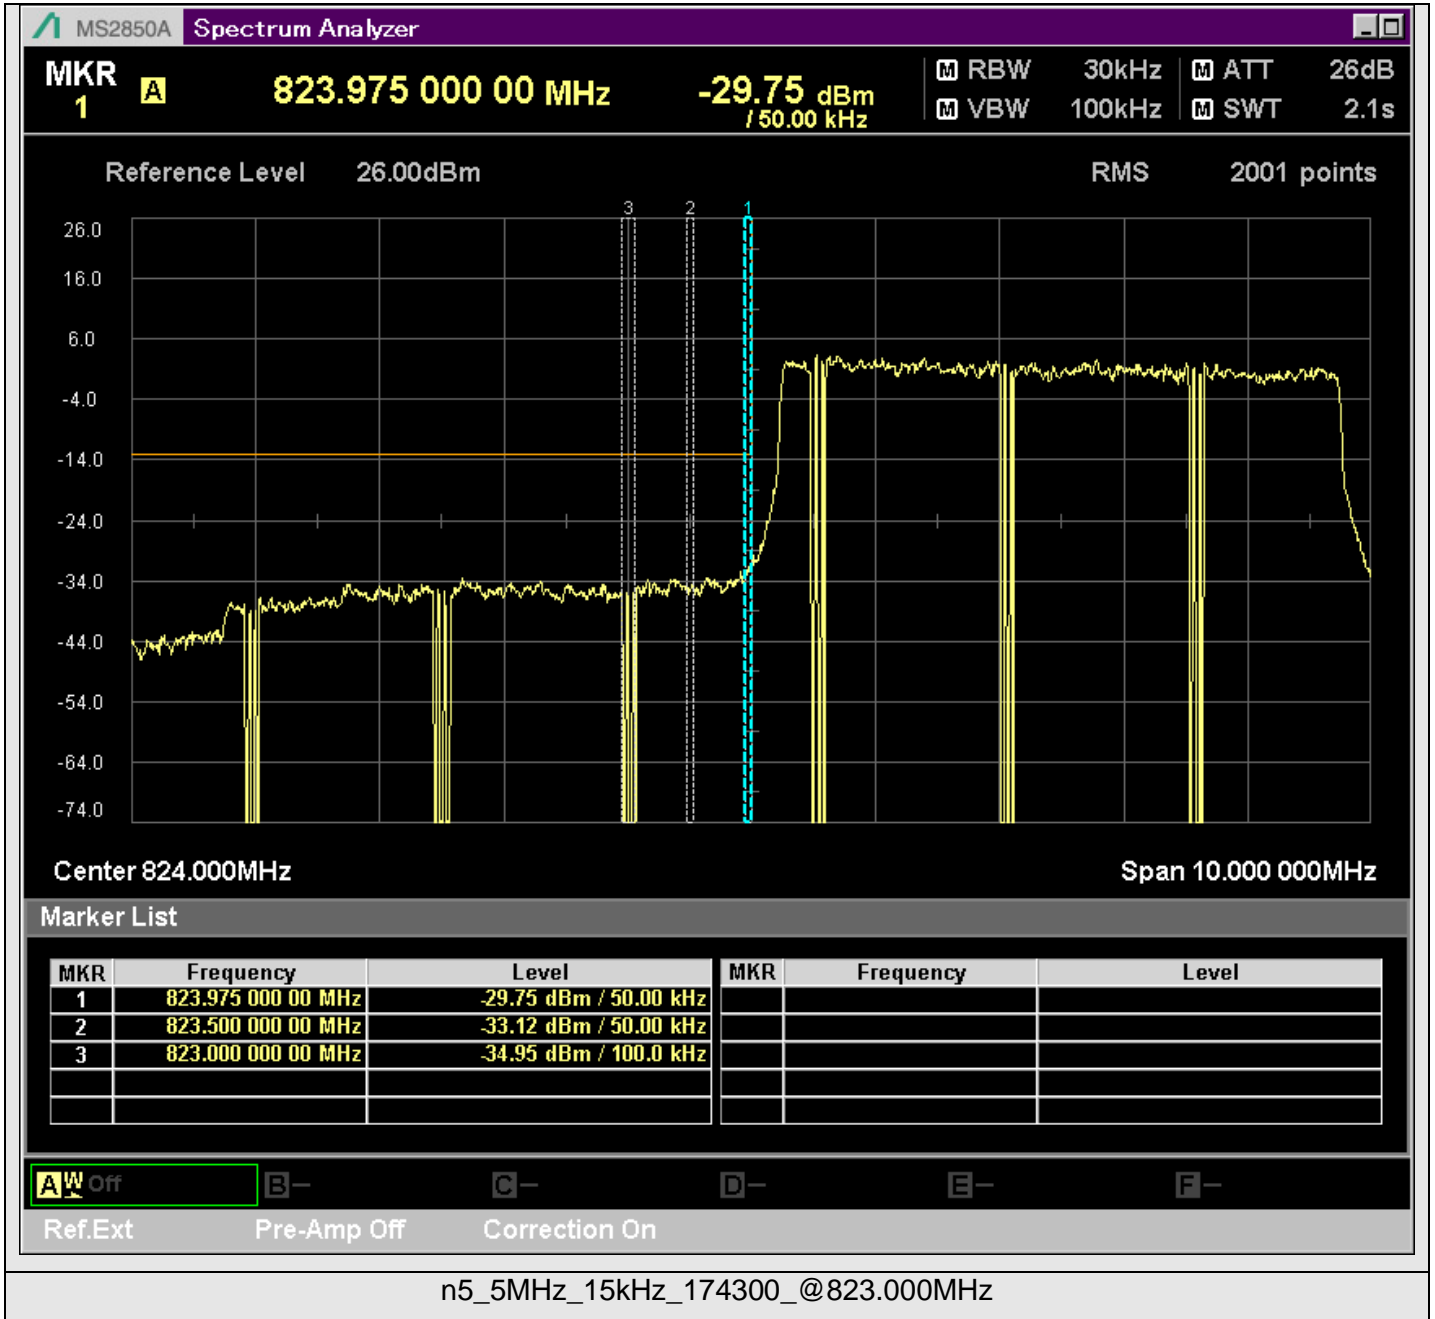 MS2850A Spectrum Analyzer
MKR 1 A 823.975 000 00 MHz -29.75 dBm / 50.00 kHz
M RBW 30kHz M ATT 26dB
M VBW 100kHz M SWT 2.1s
Reference Level 26.00dBm RMS 2001 points
3 2 1
26.0
16.0
6.0
-4.0
-14.0
-24.0
-34.0
-44.0
-54.0
-64.0
-74.0
Center 824.000MHz Span 10.000 000MHz
Marker List
MKR Frequency Level MKR Frequency Level
1 823.975 000 00 MHz -29.75 dBm / 50.00 kHz
2 823.500 000 00 MHz -33.12 dBm / 50.00 kHz
3 823.000 000 00 MHz -34.95 dBm / 100.0 kHz
A W Off B – C – D – E – F –
Ref.Ext Pre-Amp Off Correction On
n5_5MHz_15kHz_174300_@823.000MHz